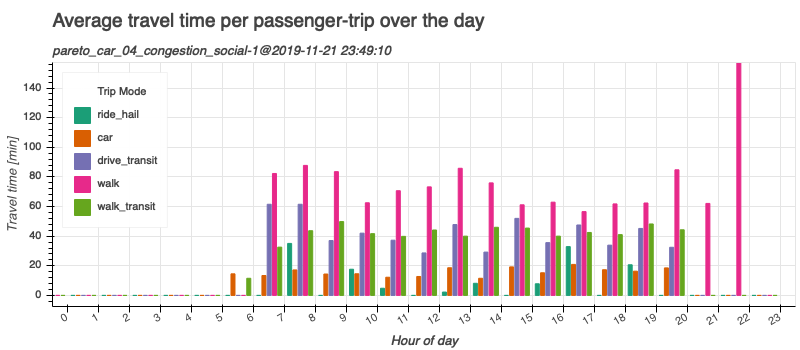 Average travel time per passenger-trip over the day
pareto_car_04_congestion_social-1@2019-11-21 23:49:10
Travel time [min]
140
120
100
80
60
40
20
0
Trip Mode
ride_hail
car
drive_transit
walk
walk_transit
0 1 2 3 4 5 6 7 8 9 10 11 12 13 14 15 16 17 18 19 20 21 22 23
Hour of day